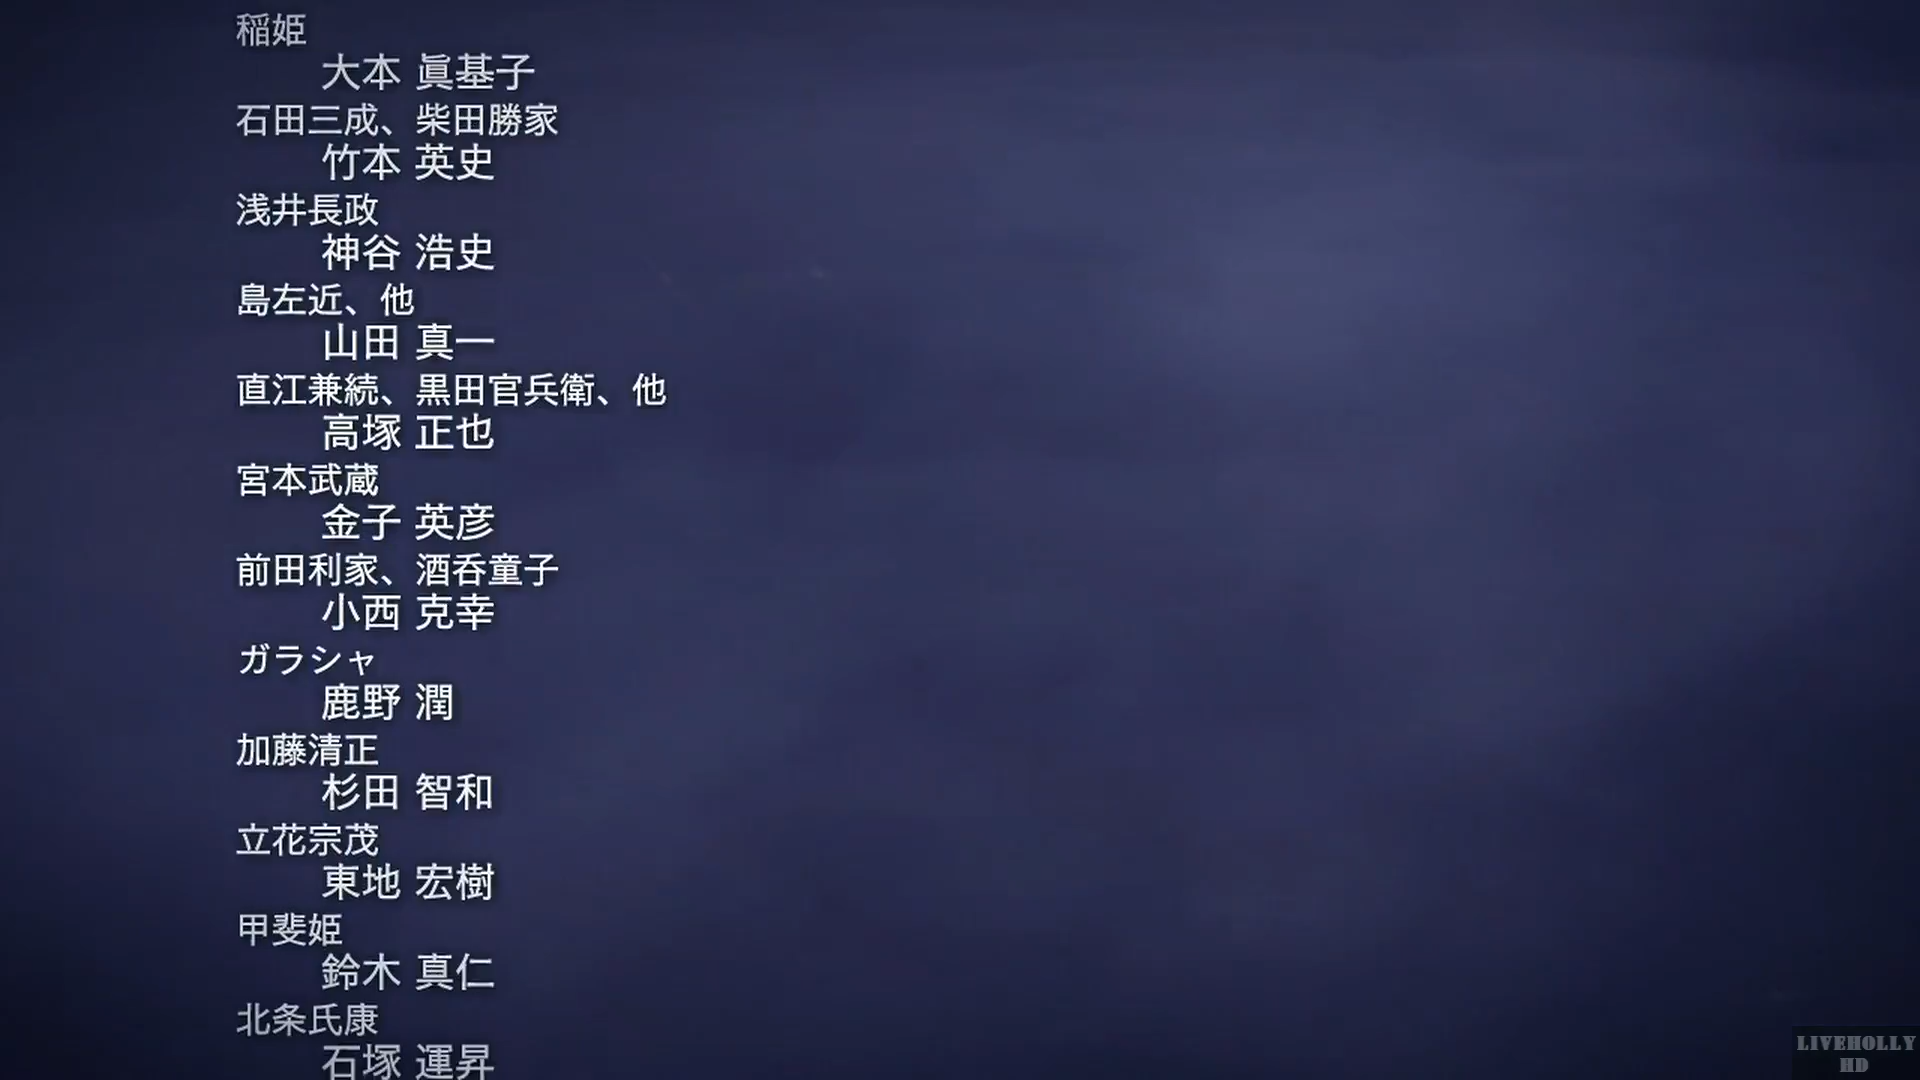 稲姫
大本 眞基子
石田三成、柴田勝家
竹本 英史
浅井長政
神谷 浩史
島左近、他
山田 真一
直江兼続、黒田官兵衛、他
高塚 正也
宮本武蔵
金子 英彦
前田利家、酒呑童子
小西 克幸
ガラシャ
鹿野 潤
加藤清正
杉田 智和
立花宗茂
東地 宏樹
甲斐姫
鈴木 真仁
北条氏康
石塚 運昇
LIVEHOLLY
HD